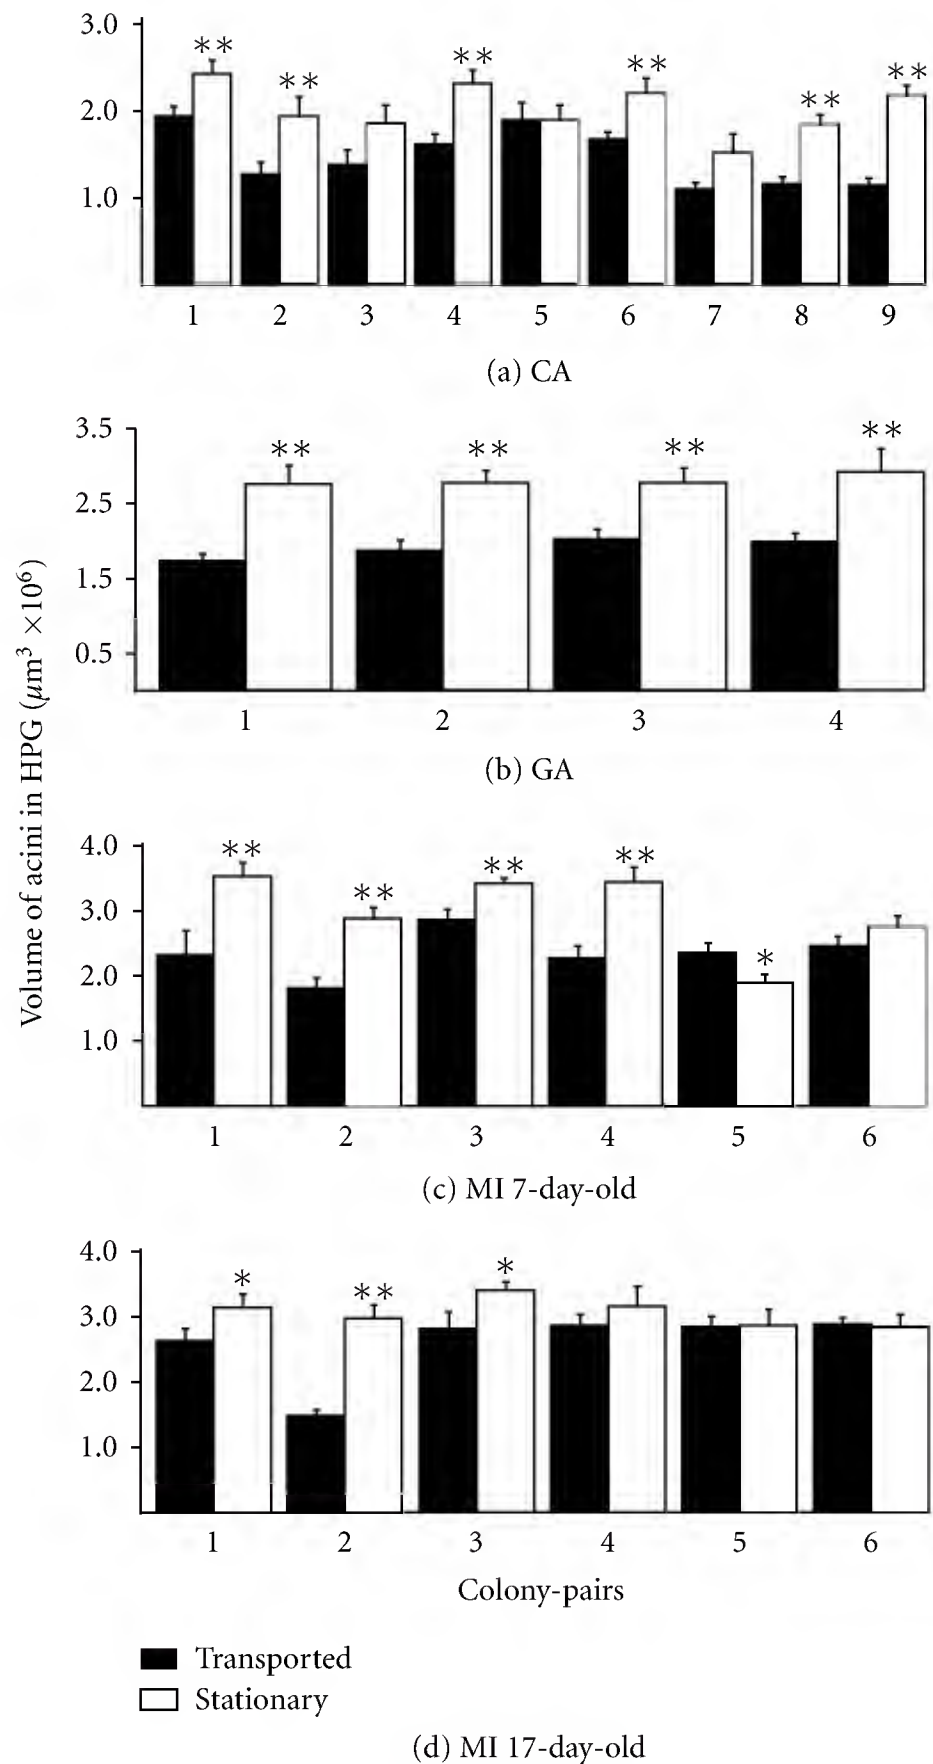 Volume of acini in HPG (μm³ ×10⁶)
3.0
2.0
1.0
** ** ** ** ** **
1 2 3 4 5 6 7 8 9
(a) CA
3.5
2.5
1.5
0.5
** ** ** **
1 2 3 4
(b) GA
4.0
3.0
2.0
1.0
** ** ** ** *
1 2 3 4 5 6
(c) MI 7-day-old
4.0
3.0
2.0
1.0
* ** *
1 2 3 4 5 6
Colony-pairs
Transported
Stationary
(d) MI 17-day-old